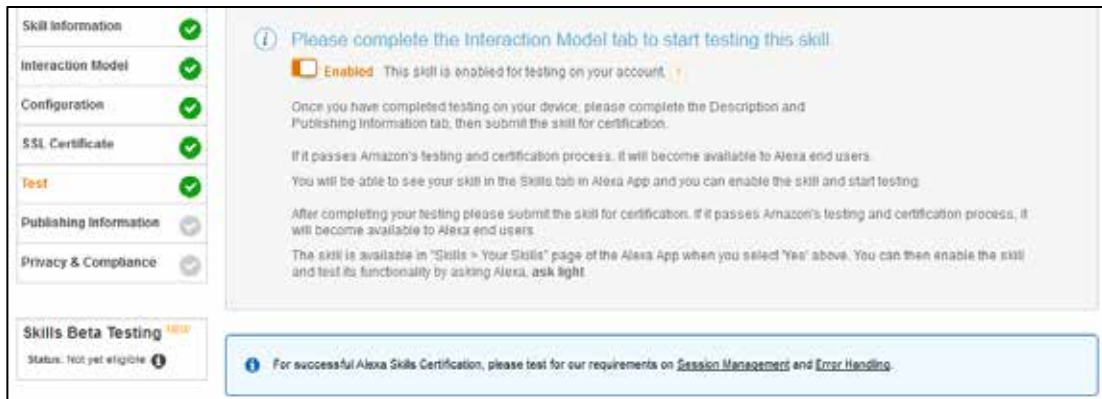 Skill Information
Interaction Model
Configuration
SSL Certificate
Test
Publishing Information
Privacy & Compliance
Skills Beta Testing NEW
Status: Not yet eligible
Please complete the Interaction Model tab to start testing this skill
Enabled This skill is enabled for testing on your account.
Once you have completed testing on your device, please complete the Description and
Publishing Information tab, then submit the skill for certification.
If it passes Amazon's testing and certification process, it will become available to Alexa end users.
You will be able to see your skill in the Skills tab in Alexa App and you can enable the skill and start testing.
After completing your testing please submit the skill for certification. If it passes Amazon's testing and certification process, it
will become available to Alexa end users
The skill is available in "Skills > Your Skills" page of the Alexa App when you select 'Yes' above. You can then enable the skill
and test its functionality by asking Alexa, ask light
For successful Alexa Skills Certification, please test for our requirements on Session Management and Error Handling.